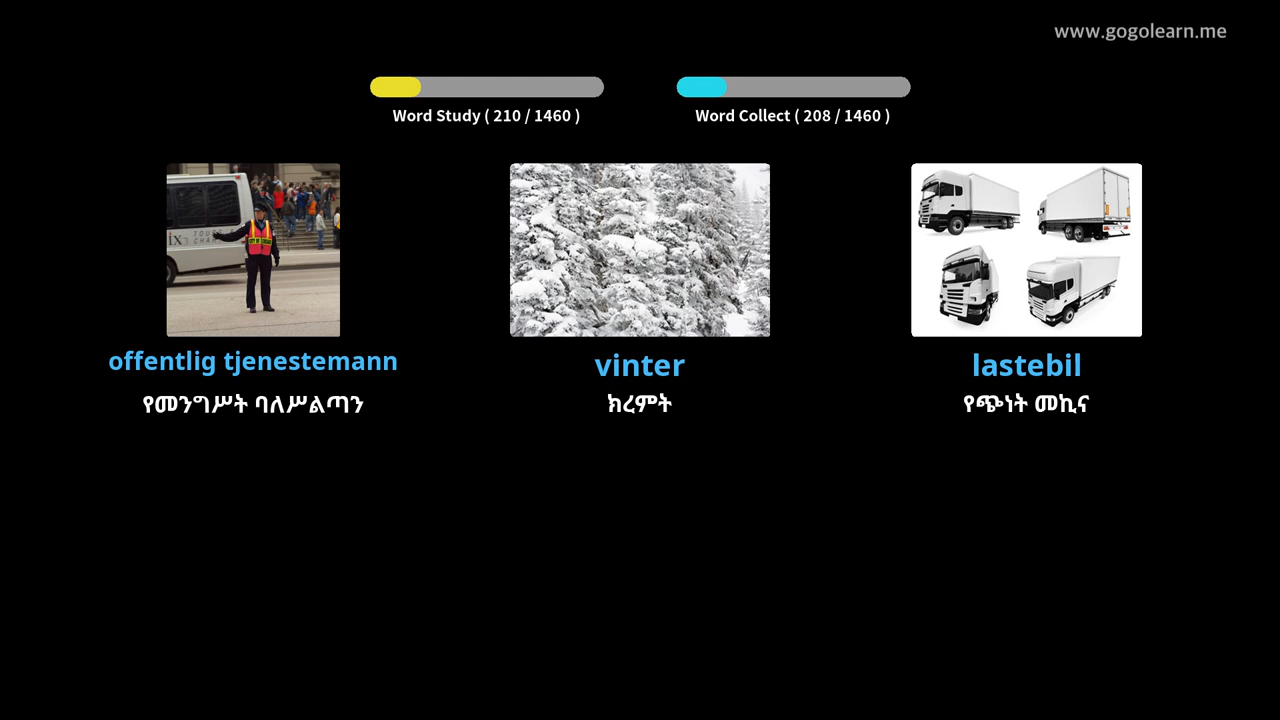 www.gogolearn.me
Word Study ( 210 / 1460 )
Word Collect ( 208 / 1460 )
offentlig tjenestemann
vinter
lastebil
የመንግሥት ባለሥልጣን
ክረምት
የጭነት መኪና